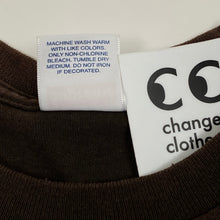 MACHINE WASH WARM
WITH LIKE COLORS.
ONLY NON-CHLORINE
BLEACH. TUMBLE DRY
MEDIUM. DO NOT IRON
IF DECORATED.
change
clothe